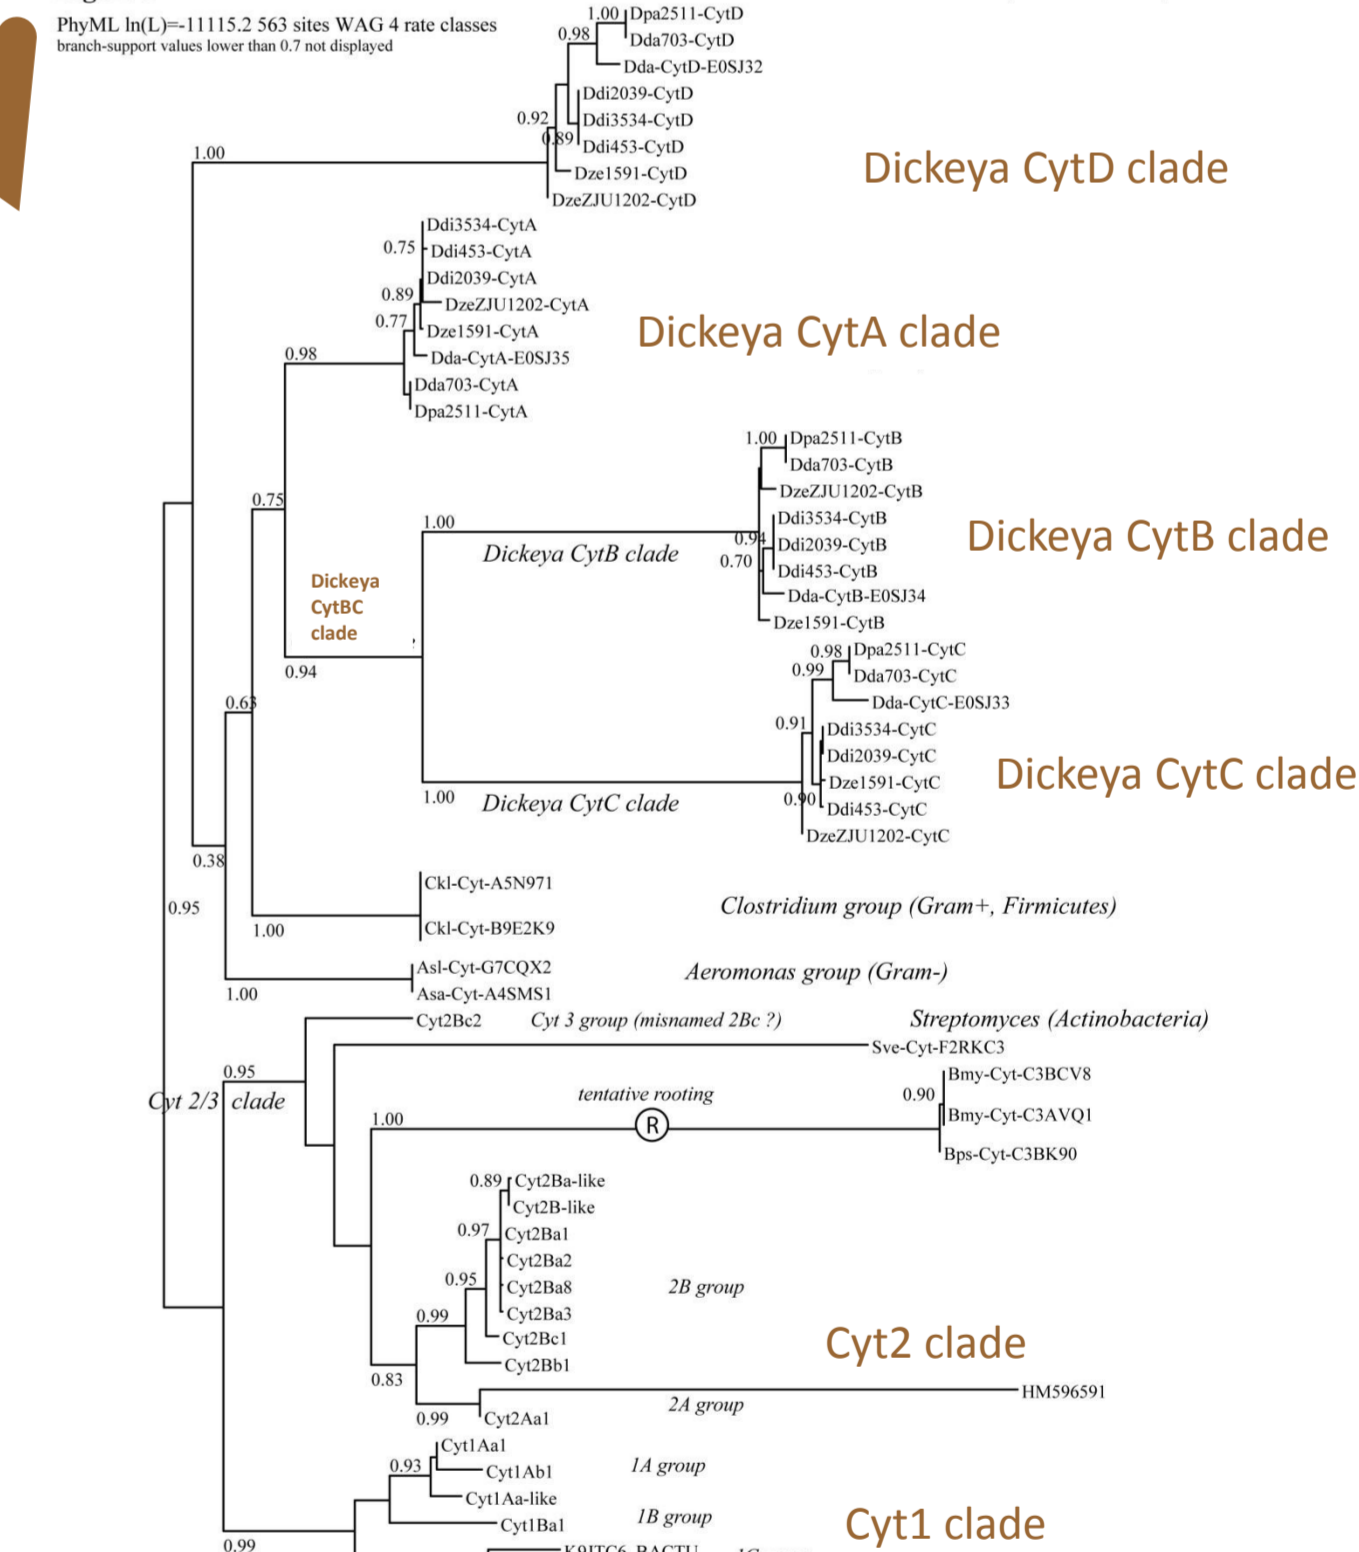 PhyML ln(L)=-11115.2 563 sites WAG 4 rate classes
branch-support values lower than 0.7 not displayed
1.00 Dpa2511-CytD
0.98 Dda703-CytD
Dda-CytD-E0SJ32
Ddi2039-CytD
0.92 Ddi3534-CytD
0.89 Ddi453-CytD
1.00 Dickeya CytD clade
Dze1591-CytD
DzeZJU1202-CytD
Ddi3534-CytA
0.75 Ddi453-CytA
Ddi2039-CytA
0.89 DzeZJU1202-CytA
0.77 Dze1591-CytA Dickeya CytA clade
0.98 Dda-CytA-E0SJ35
Dda703-CytA
Dpa2511-CytA
1.00 Dpa2511-CytB
Dda703-CytB
0.75 DzeZJU1202-CytB
1.00 Ddi3534-CytB
Dickeya CytB clade 0.94 Ddi2039-CytB Dickeya CytB clade
0.70 Ddi453-CytB
Dickeya
CytBC
clade
Dda-CytB-E0SJ34
Dze1591-CytB
0.94
0.98 Dpa2511-CytC
0.99 Dda703-CytC
0.63 Dda-CytC-E0SJ33
0.91 Ddi3534-CytC
Ddi2039-CytC
Dze1591-CytC Dickeya CytC clade
1.00 Dickeya CytC clade 0.90 Ddi453-CytC
DzeZJU1202-CytC
0.38
Ckl-Cyt-A5N971
0.95 Clostridium group (Gram+, Firmicutes)
1.00 Ckl-Cyt-B9E2K9
Asl-Cyt-G7CQX2 Aeromonas group (Gram-)
1.00 Asa-Cyt-A4SMS1
Cyt2Bc2 Cyt 3 group (misnamed 2Bc ?) Streptomyces (Actinobacteria)
Sve-Cyt-F2RKC3
0.95 Bmy-Cyt-C3BCV8
Cyt 2/3 clade tentative rooting 0.90
1.00 R Bmy-Cyt-C3AVQ1
Bps-Cyt-C3BK90
0.89 Cyt2Ba-like
Cyt2B-like
0.97 Cyt2Ba1
Cyt2Ba2
0.95 Cyt2Ba8 2B group
0.99 Cyt2Ba3
Cyt2Bc1
Cyt2Bb1 Cyt2 clade
0.83
HM596591
2A group
0.99 Cyt2Aa1
Cyt1Aa1
0.93 Cyt1Ab1 1A group
Cyt1Aa-like
Cyt1Ba1 1B group Cyt1 clade
0.99